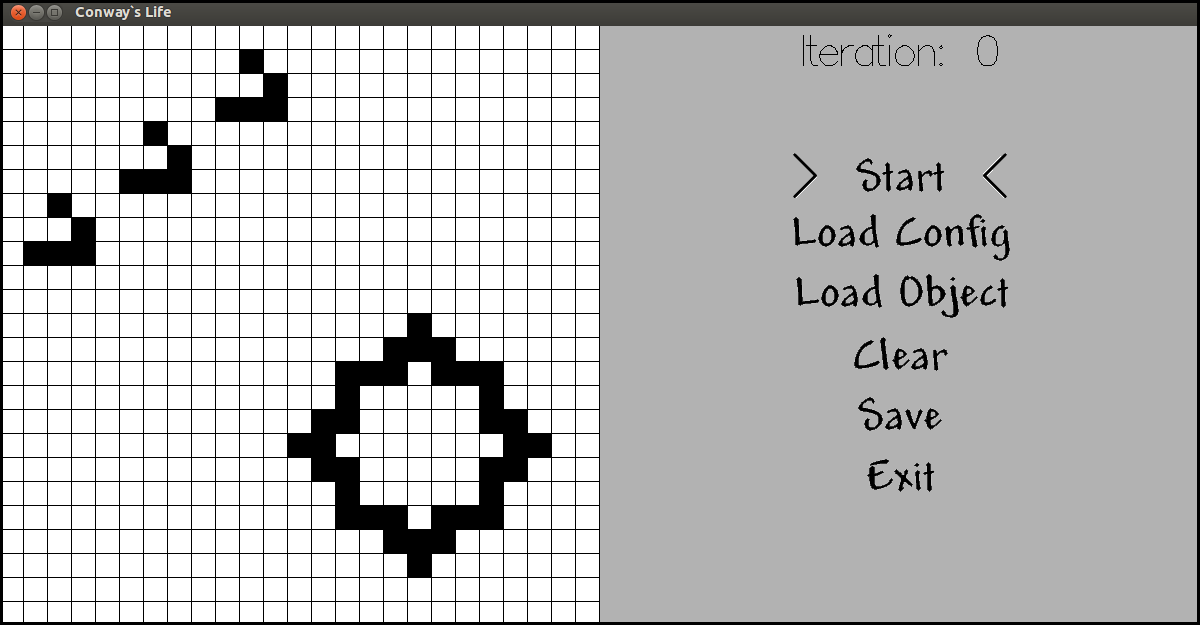 Conway`s Life
Iteration: 0
> Start <
Load Config
Load Object
Clear
Save
Exit